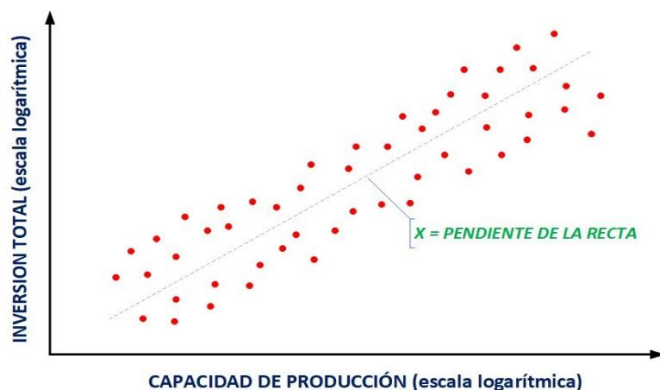 INVERSION TOTAL (escala logarítmica)
X = PENDIENTE DE LA RECTA
CAPACIDAD DE PRODUCCIÓN (escala logarítmica)